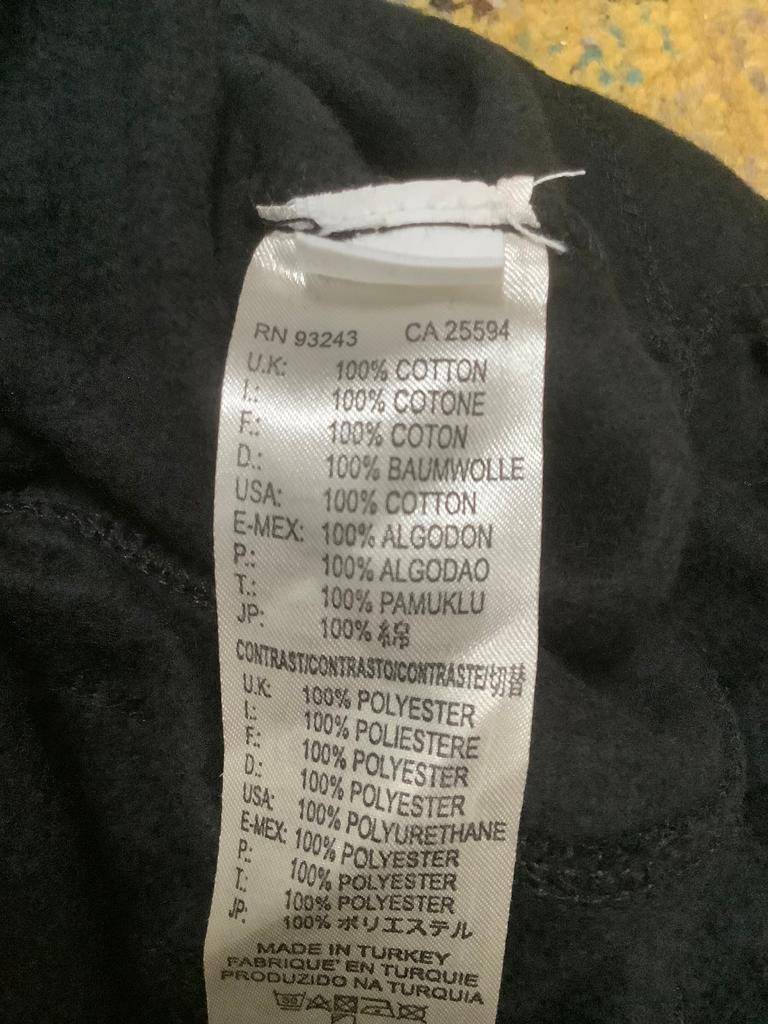 RN 93243 CA 25594
U.K: 100% COTTON
I.: 100% COTONE
F.: 100% COTON
D.: 100% BAUMWOLLE
USA: 100% COTTON
E-MEX: 100% ALGODON
P.: 100% ALGODAO
T.: 100% PAMUKLU
JP: 100% 綿
CONTRAST/CONTRASTO/CONTRASTE/切替
U.K: 100% POLYESTER
I.: 100% POLIESTERE
F.: 100% POLYESTER
D.: 100% POLYESTER
USA: 100% POLYURETHANE
E-MEX: 100% POLYESTER
P.: 100% POLYESTER
T.: 100% POLYESTER
JP: 100% ポリエステル
MADE IN TURKEY
FABRIQUE' EN TURQUIE
PRODUZIDO NA TURQUIA
30